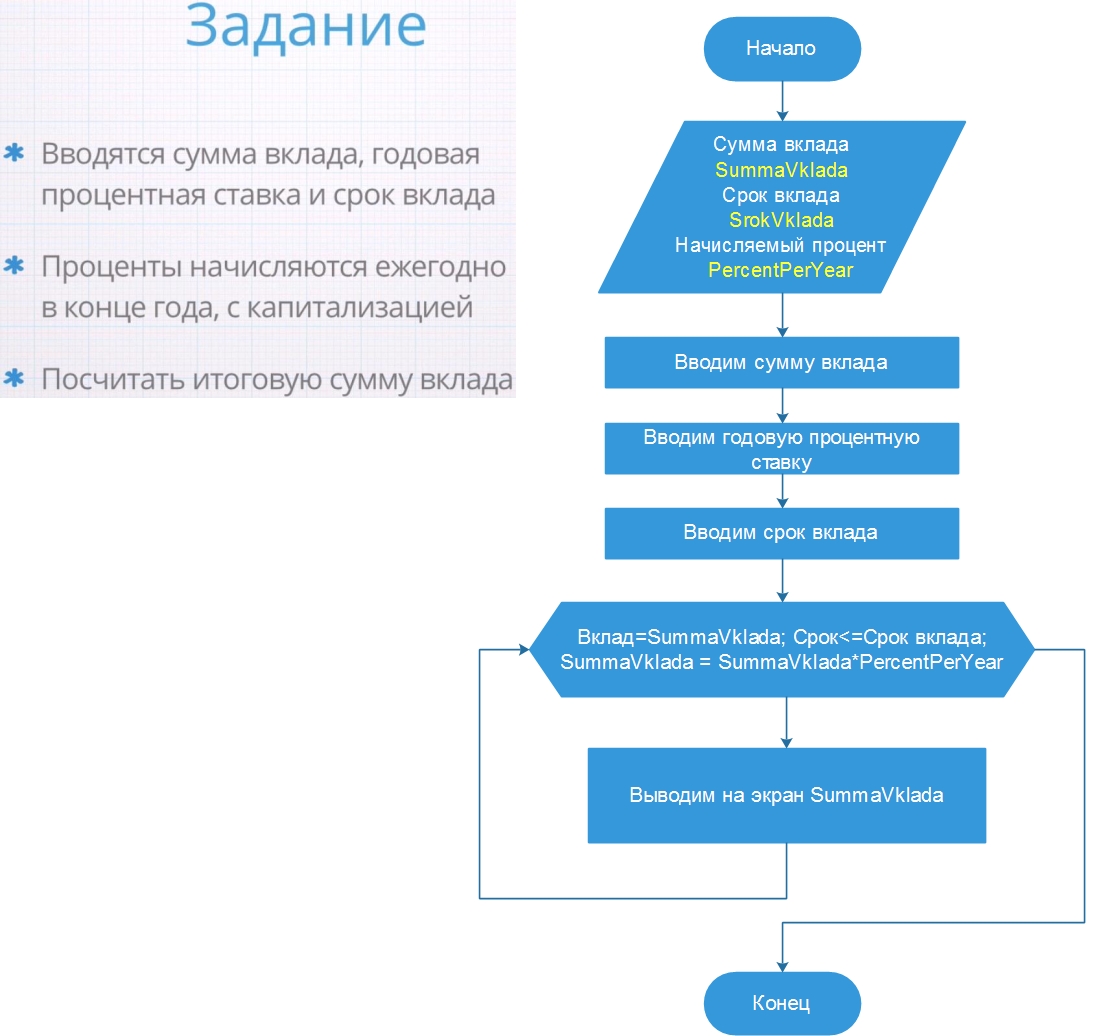 Задание
✱ Вводятся сумма вклада, годовая
процентная ставка и срок вклада
✱ Проценты начисляются ежегодно
в конце года, с капитализацией
✱ Посчитать итоговую сумму вклада
Начало
Сумма вклада
SummaVklada
Срок вклада
SrokVklada
Начисляемый процент
PercentPerYear
Вводим сумму вклада
Вводим годовую процентную
ставку
Вводим срок вклада
Вклад=SummaVklada; Срок<=Срок вклада;
SummaVklada = SummaVklada*PercentPerYear
Выводим на экран SummaVklada
Конец